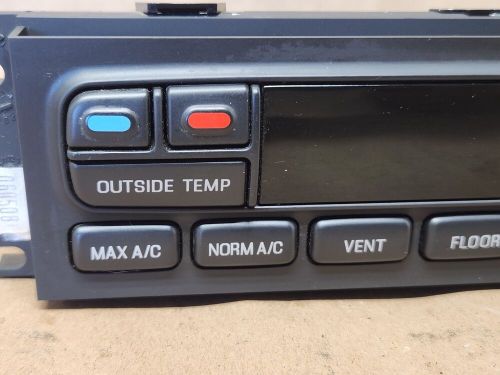 OUTSIDE TEMP
MAX A/C NORM A/C VENT FLOOR